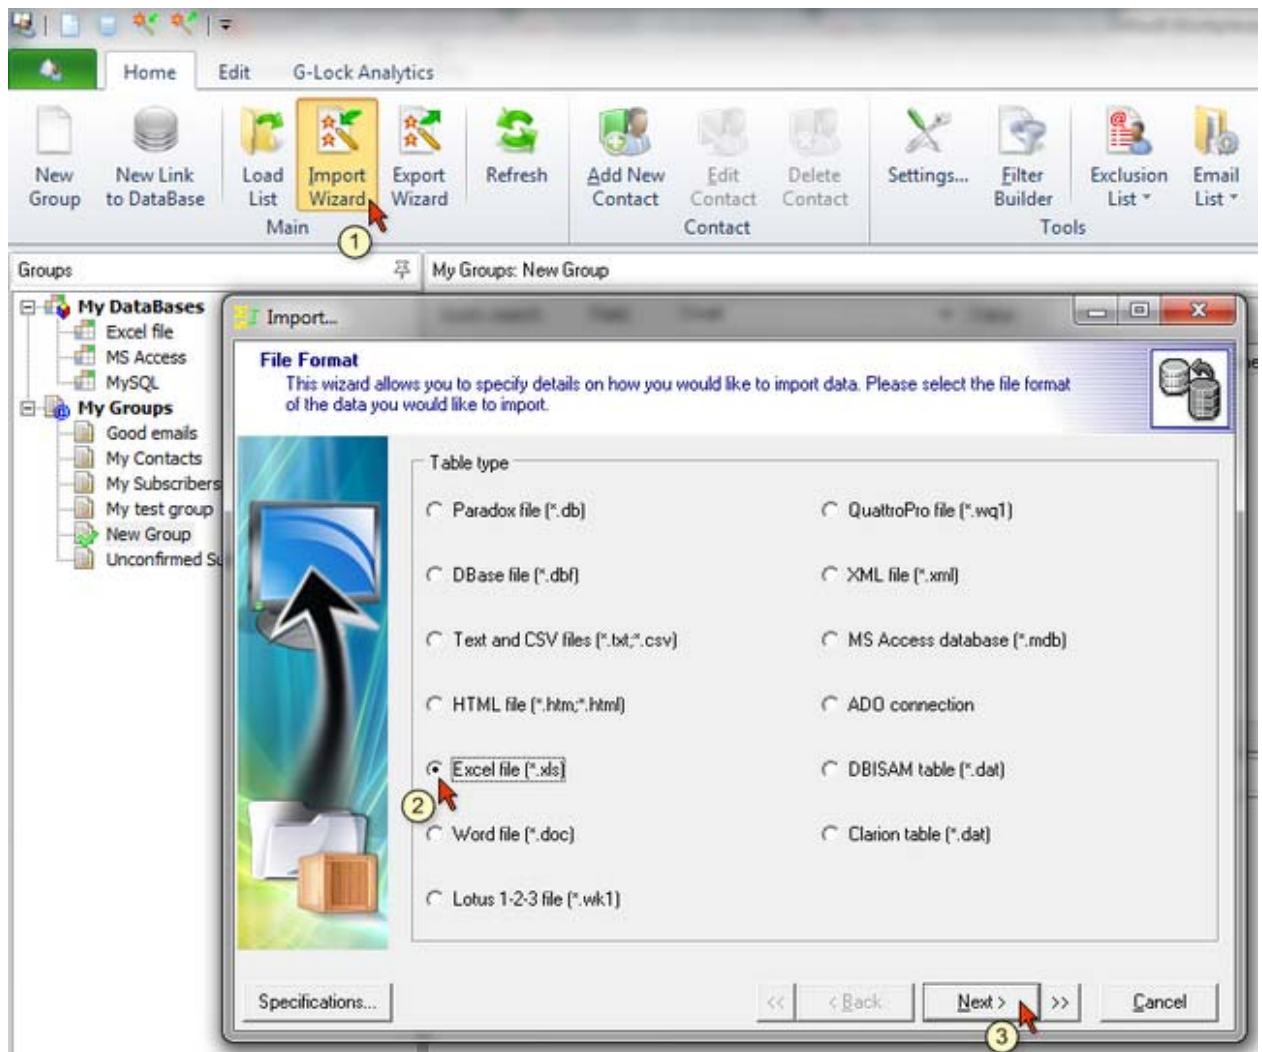 Home Edit G-Lock Analytics
New Group
New Link to DataBase
Load List
Import Wizard
Export Wizard
Refresh
Add New Contact
Edit Contact
Delete Contact
Settings...
Filter Builder
Exclusion List
Email List
Main
Contact
Tools
1
Groups
My Groups: New Group
My DataBases
Excel file
MS Access
MySQL
My Groups
Good emails
My Contacts
My Subscribers
My test group
New Group
Unconfirmed Su
Import...
File Format
This wizard allows you to specify details on how you would like to import data. Please select the file format
of the data you would like to import.
Table type
Paradox file (*.db)
DBase file (*.dbf)
Text and CSV files (*.txt;*.csv)
HTML file (*.htm;*.html)
Excel file (*.xls)
2
Word file (*.doc)
Lotus 1-2-3 file (*.wk1)
QuattroPro file (*.wq1)
XML file (*.xml)
MS Access database (*.mdb)
ADO connection
DBISAM table (*.dat)
Clarion table (*.dat)
Specifications...
<<
< Back
Next >
>>
Cancel
3